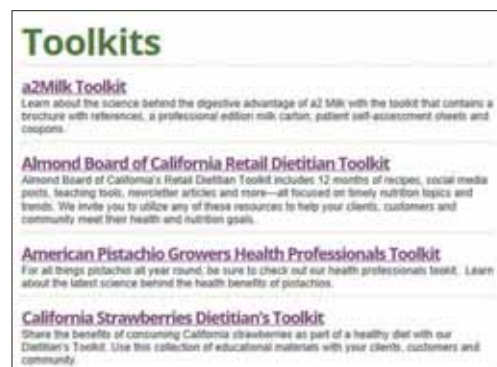 Toolkits
a2Milk Toolkit
Learn about the science behind the digestive advantage of a2 Milk with the toolkit that contains a
brochure with references, a professional edition milk carton, patient self-assessment sheets and
coupons.
Almond Board of California Retail Dietitian Toolkit
Almond Board of California's Retail Dietitian Toolkit includes 12 months of recipes, social media
posts, teaching tools, newsletter articles and more—all focused on timely nutrition topics and
trends. We invite you to utilize any of these resources to help your clients, customers and
community meet their health and nutrition goals.
American Pistachio Growers Health Professionals Toolkit
For all things pistachio all year round, be sure to check out our health professionals toolkit. Learn
about the latest science behind the health benefits of pistachios.
California Strawberries Dietitian's Toolkit
Share the benefits of consuming California strawberries as part of a healthy diet with our
Dietitian's Toolkit. Use this collection of educational materials with your clients, customers and
community.